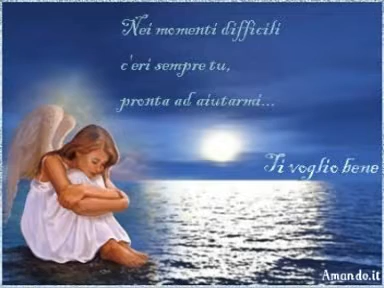 Nei momenti difficili
c'eri sempre tu,
pronta ad aiutarmi...
Ti voglio bene
Amando.it